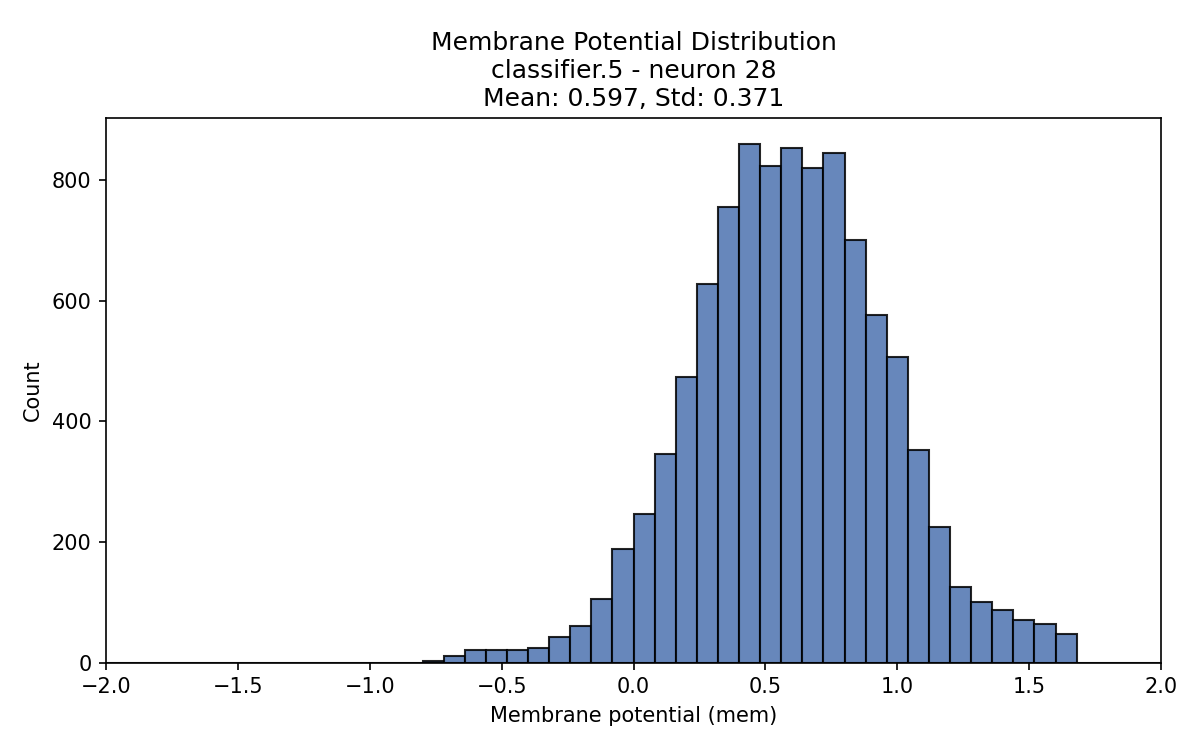 Membrane Potential Distribution
classifier.5 - neuron 28
Mean: 0.597, Std: 0.371
Count
800
600
400
200
0
−2.0 −1.5 −1.0 −0.5 0.0 0.5 1.0 1.5 2.0
Membrane potential (mem)